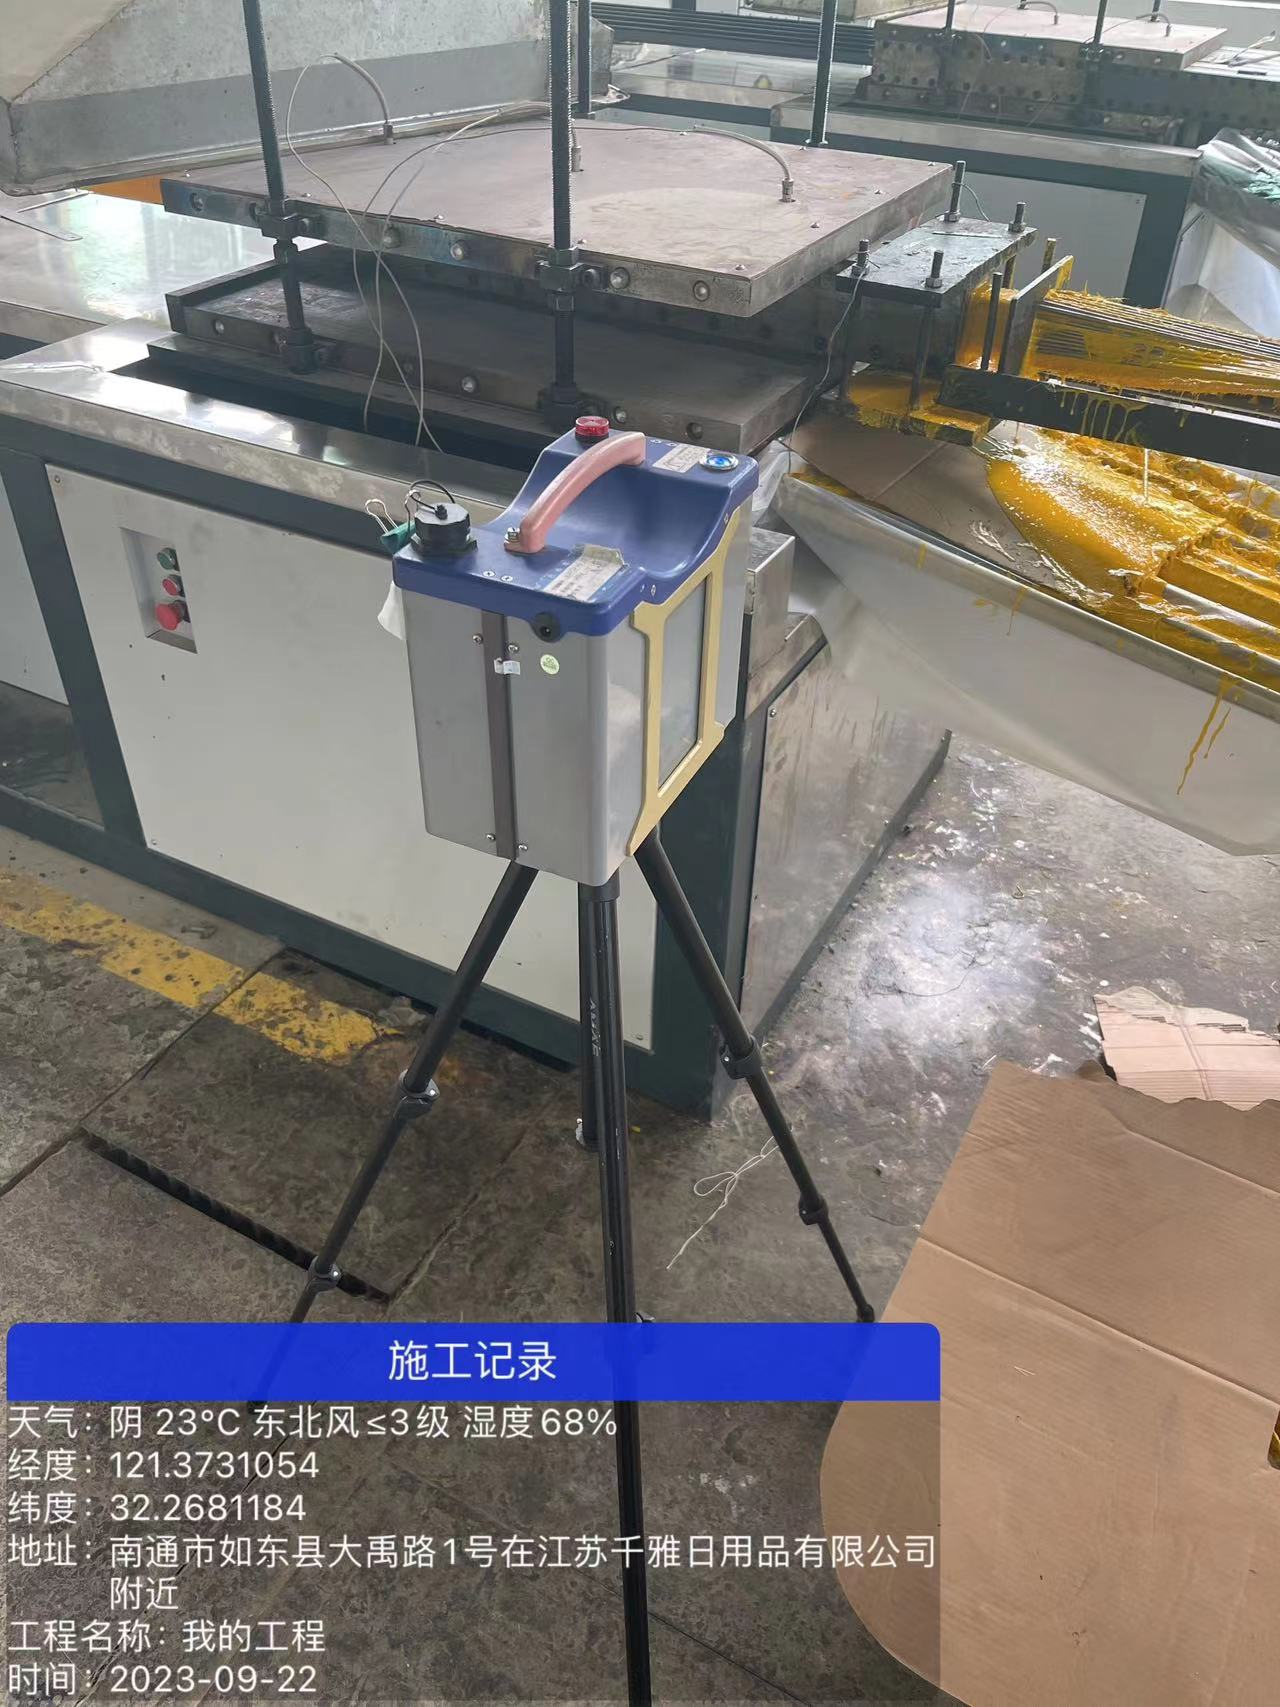 施工记录
天气：阴 23℃ 东北风≤3级 湿度68%
经度：121.3731054
纬度：32.2681184
地址：南通市如东县大禹路1号在江苏千雅日用品有限公司
附近
工程名称：我的工程
时间：2023-09-22